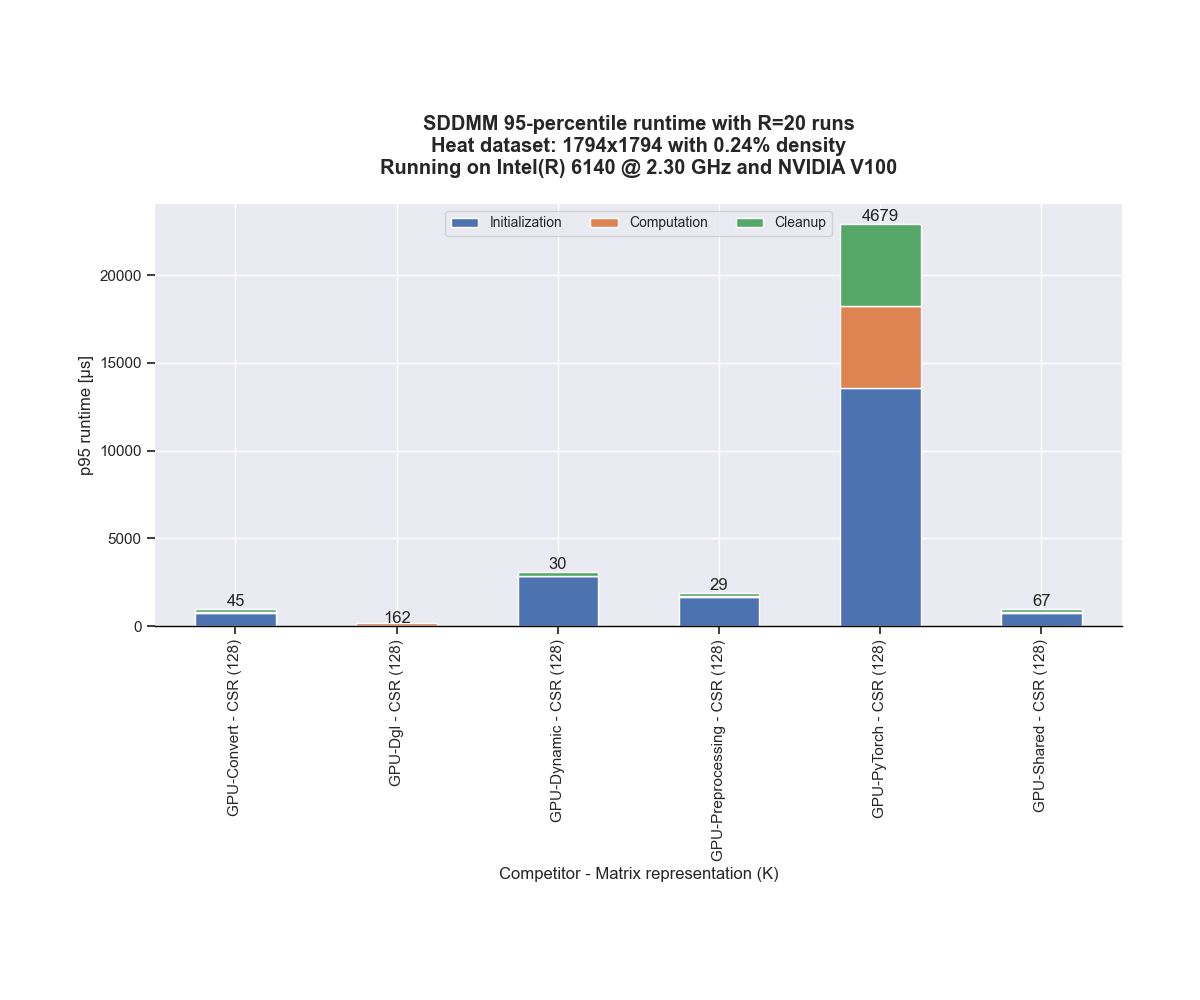 SDDMM 95-percentile runtime with R=20 runs
Heat dataset: 1794x1794 with 0.24% density
Running on Intel(R) 6140 @ 2.30 GHz and NVIDIA V100
Initialization Computation Cleanup
p95 runtime [µs]
20000
15000
10000
5000
0
45
162
30
29
4679
67
GPU-Convert - CSR (128)
GPU-Dgl - CSR (128)
GPU-Dynamic - CSR (128)
GPU-Preprocessing - CSR (128)
GPU-PyTorch - CSR (128)
GPU-Shared - CSR (128)
Competitor - Matrix representation (K)